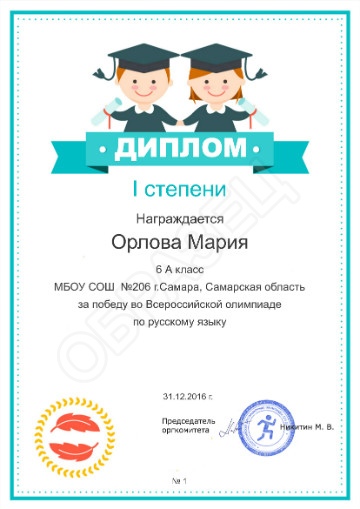 ДИПЛОМ
I степени
Награждается
Орлова Мария
6 А класс
МБОУ СОШ №206 г.Самара, Самарская область
за победу во Всероссийской олимпиаде
по русскому языку
ОБРАЗЕЦ
31.12.2016 г.
Председатель
оргкомитета
Никитин М. В.
№ 1